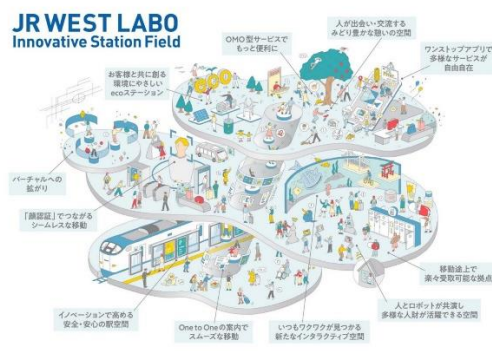 JR WEST LABO
Innovative Station Field
OMO型サービスで
もっと便利に
人が出会い・交流する
みどり豊かな憩いの空間
ワンストップアプリで
多様なサービスが
自由自在
お客様と共に創る
環境にやさしい
ecoステーション
eco
バーチャルへの
拡がり
「顔認証」でつながる
シームレスな移動
移動途上で
楽々受取可能な拠点
イノベーションで高める
安全・安心の駅空間
One to Oneの案内で
スムーズな移動
いつもワクワクが見つかる
新たなインタラクティブ空間
人とロボットが共演し
多様な人財が活躍できる空間